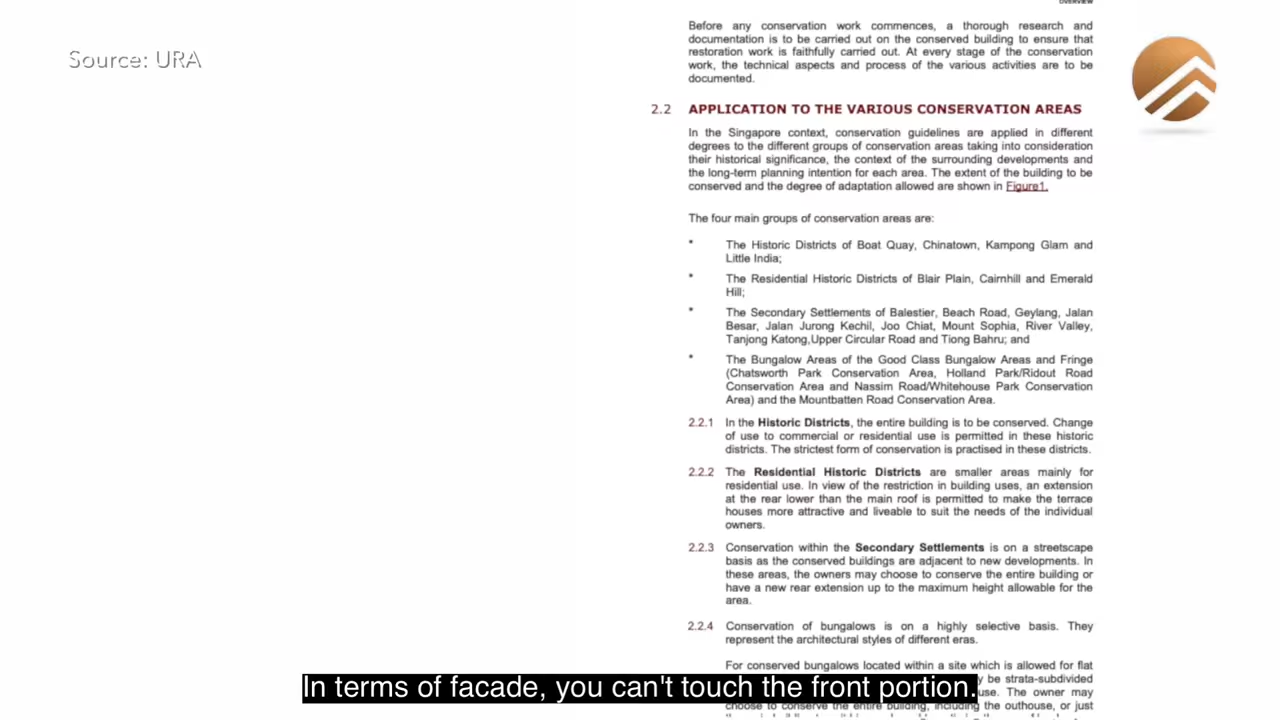 OVERVIEW
Source: URA
Before any conservation work commences, a thorough research and
documentation is to be carried out on the conserved building to ensure that
restoration work is faithfully carried out. At every stage of the conservation
work, the technical aspects and process of the various activities are to be
documented.
2.2 APPLICATION TO THE VARIOUS CONSERVATION AREAS
In the Singapore context, conservation guidelines are applied in different
degrees to the different groups of conservation areas taking into consideration
their historical significance, the context of the surrounding developments and
the long-term planning intention for each area. The extent of the building to be
conserved and the degree of adaptation allowed are shown in Figure1.
The four main groups of conservation areas are:
* The Historic Districts of Boat Quay, Chinatown, Kampong Glam and
Little India;
* The Residential Historic Districts of Blair Plain, Cairnhill and Emerald
Hill;
* The Secondary Settlements of Balestier, Beach Road, Geylang, Jalan
Besar, Jalan Jurong Kechil, Joo Chiat, Mount Sophia, River Valley,
Tanjong Katong,Upper Circular Road and Tiong Bahru; and
* The Bungalow Areas of the Good Class Bungalow Areas and Fringe
(Chatsworth Park Conservation Area, Holland Park/Ridout Road
Conservation Area and Nassim Road/Whitehouse Park Conservation
Area) and the Mountbatten Road Conservation Area.
2.2.1 In the Historic Districts, the entire building is to be conserved. Change
of use to commercial or residential use is permitted in these historic
districts. The strictest form of conservation is practised in these districts.
2.2.2 The Residential Historic Districts are smaller areas mainly for
residential use. In view of the restriction in building uses, an extension
at the rear lower than the main roof is permitted to make the terrace
houses more attractive and liveable to suit the needs of the individual
owners.
2.2.3 Conservation within the Secondary Settlements is on a streetscape
basis as the conserved buildings are adjacent to new developments. In
these areas, the owners may choose to conserve the entire building or
have a new rear extension up to the maximum height allowable for the
area.
2.2.4 Conservation of bungalows is on a highly selective basis. They
represent the architectural styles of different eras.
For conserved bungalows located within a site which is allowed for flat
be strata-subdivided
use. The owner may
choose to conserve the entire building, including the outhouse, or just
In terms of facade, you can't touch the front portion.